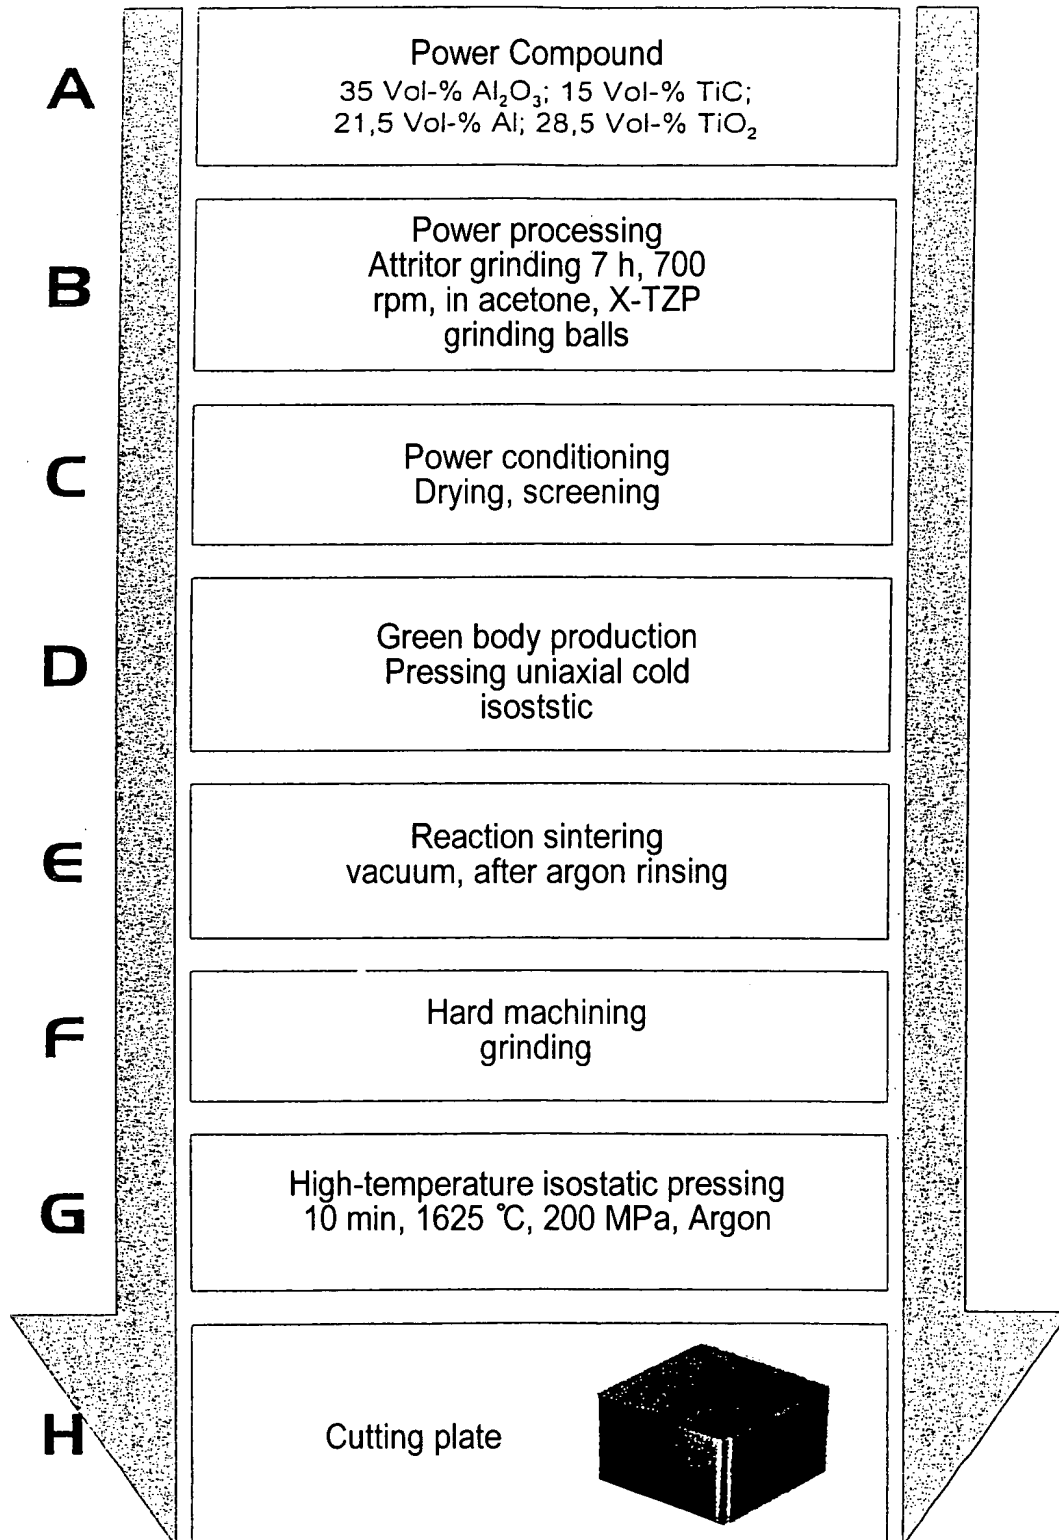 A
Power Compound
35 Vol-% Al₂O₃; 15 Vol-% TiC;
21,5 Vol-% Al; 28,5 Vol-% TiO₂
B
Power processing
Attritor grinding 7 h, 700
rpm, in acetone, X-TZP
grinding balls
C
Power conditioning
Drying, screening
D
Green body production
Pressing uniaxial cold
isoststic
E
Reaction sintering
vacuum, after argon rinsing
F
Hard machining
grinding
G
High-temperature isostatic pressing
10 min, 1625 °C, 200 MPa, Argon
H
Cutting plate